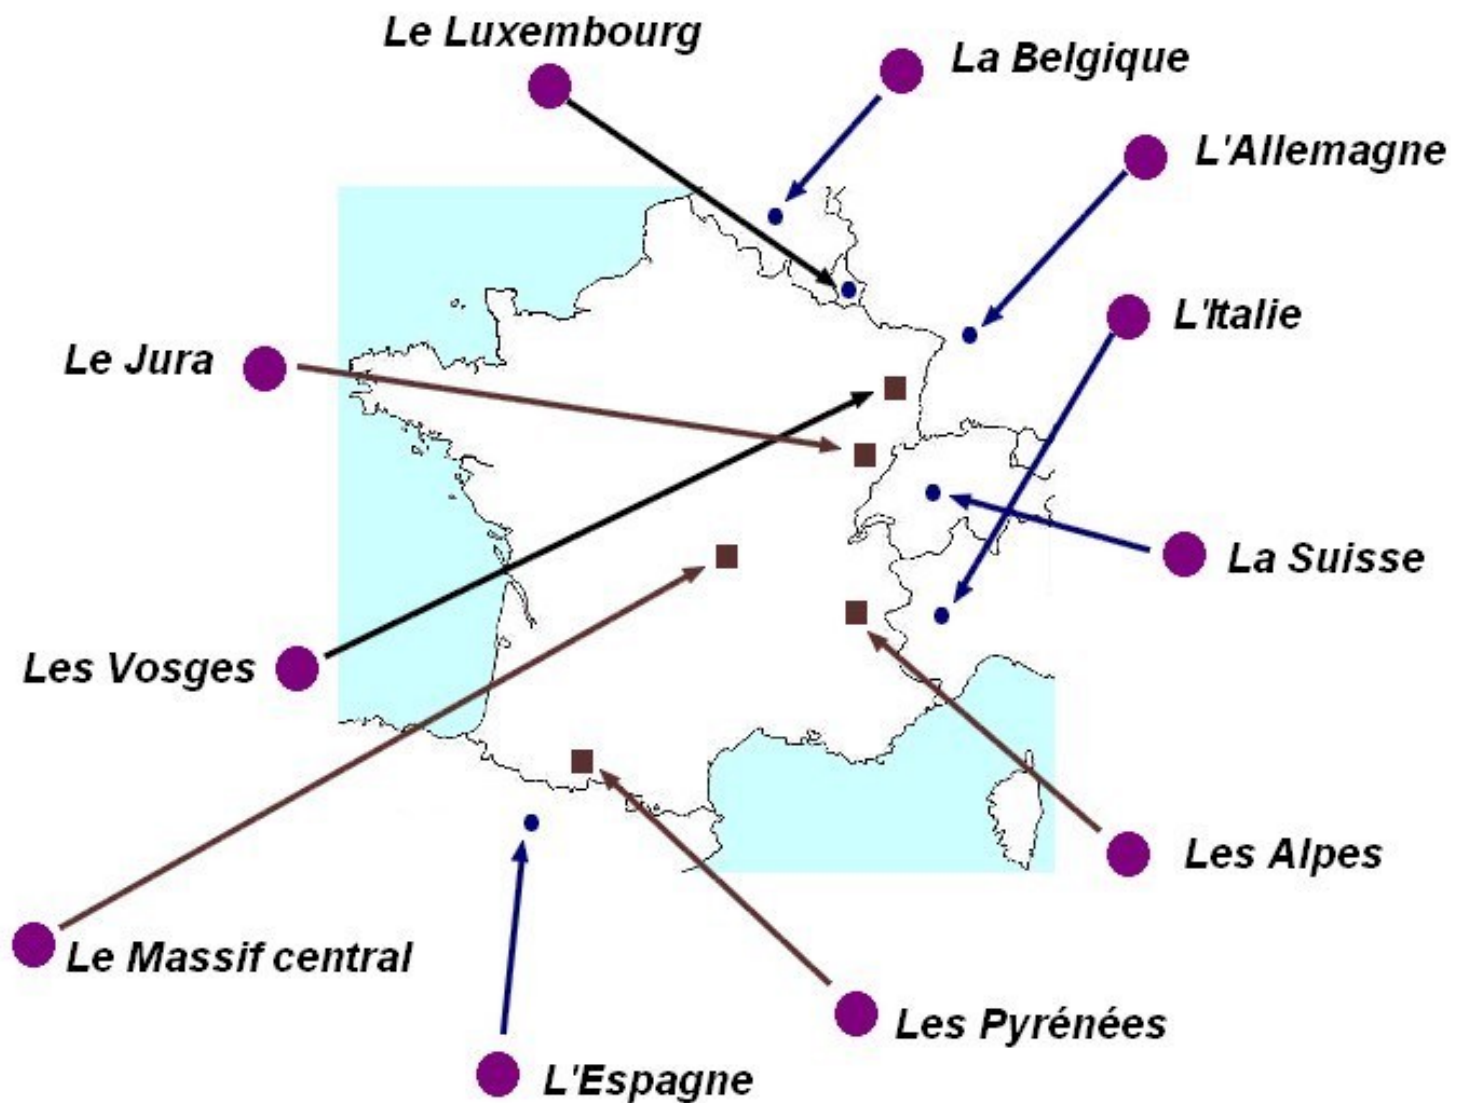 Le Luxembourg
La Belgique
L'Allemagne
L'Italie
Le Jura
La Suisse
Les Vosges
Les Alpes
Le Massif central
Les Pyrénées
L'Espagne